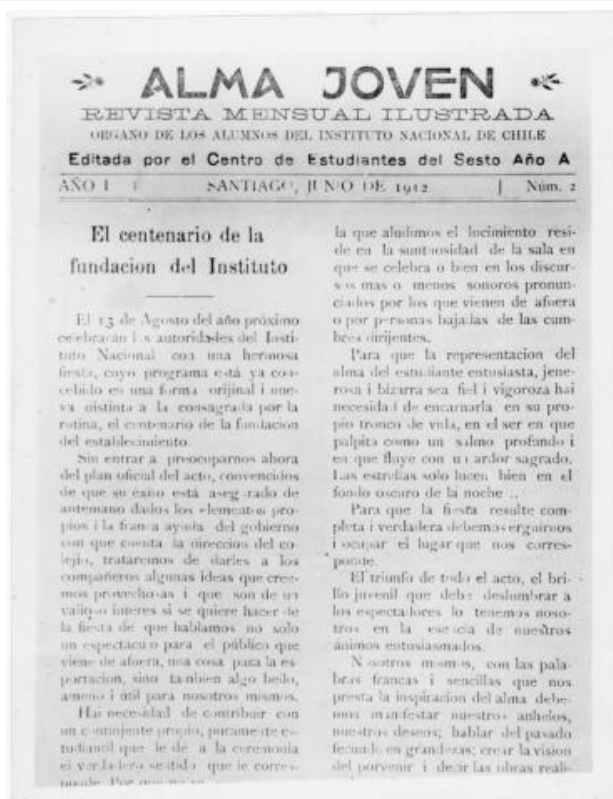 ALMA JOVEN
REVISTA MENSUAL ILUSTRADA
ORGANO DE LOS ALUMNOS DEL INSTITUTO NACIONAL DE CHILE
Editada por el Centro de Estudiantes del Sesto Año A
AÑO I SANTIAGO, JUNIO DE 1912 Núm. 2
El centenario de la
fundacion del Instituto
El 13 de Agosto del año próximo
celebrarán las autoridades del Insti-
tuto Nacional con una hermosa
fiesta, cuyo programa está ya con-
cebido en una forma orijinal i nue-
va distinta a la consagrada por la
rutina, el centenario de la fundacion
del establecimiento.
Sin entrar a preocuparnos ahora
del plan oficial del acto, convencidos
de que su éxito está asegurado de
antemano dados los elementos pro-
pios i la franca ayuda del gobierno
con que cuenta la direccion del co-
lejio, trataremos de darles a los
compañeros algunas ideas que cree-
mos provechosas i que son de un
valioso interes si se quiere hacer de
la fiesta de que hablamos no solo
un espectáculo para el público que
viene de afuera, una cosa para la es-
portacion, sino tambien algo bello,
ameno i útil para nosotros mismos.
Hai necesidad de contribuir con
un continjente propio, puramente es-
tudiantil que le dé a la ceremonia
el verdadero sentido que le corres-
ponde. Por que no
la que aludimos el lucimiento resi-
de en la suntuosidad de la sala en
que se celebra o bien en los discur-
sos mas o menos sonoros pronun-
ciados por los que vienen de afuera
o por personas bajadas de las cum-
bres dirijentes.
Para que la representacion del
alma del estudiante entusiasta, jene-
rosa i bizarra sea fiel i vigoroza hai
necesidad de encarnarla en su pro-
pio tronco de vida, en el ser en que
palpita como un salmo profundo i
en que fluye con un ardor sagrado.
Las estrellas solo lucen bien en el
fondo oscuro de la noche...
Para que la fiesta resulte com-
pleta i verdadera debemos erguirnos
i ocupar el lugar que nos corres-
ponde.
El triunfo de todo el acto, el bri-
llo juvenil que debe deslumbrar a
los espectadores lo tenemos noso-
tros en la esencia de nuestros
ánimos entusiasmados.
Nosotros mismos, con las pala-
bras francas i sencillas que nos
presta la inspiracion del alma debe-
mos manifestar nuestros anhelos,
nuestros deseos; hablar del pasado
fecundo en grandezas; crear la vision
del porvenir i decir las obras reali-